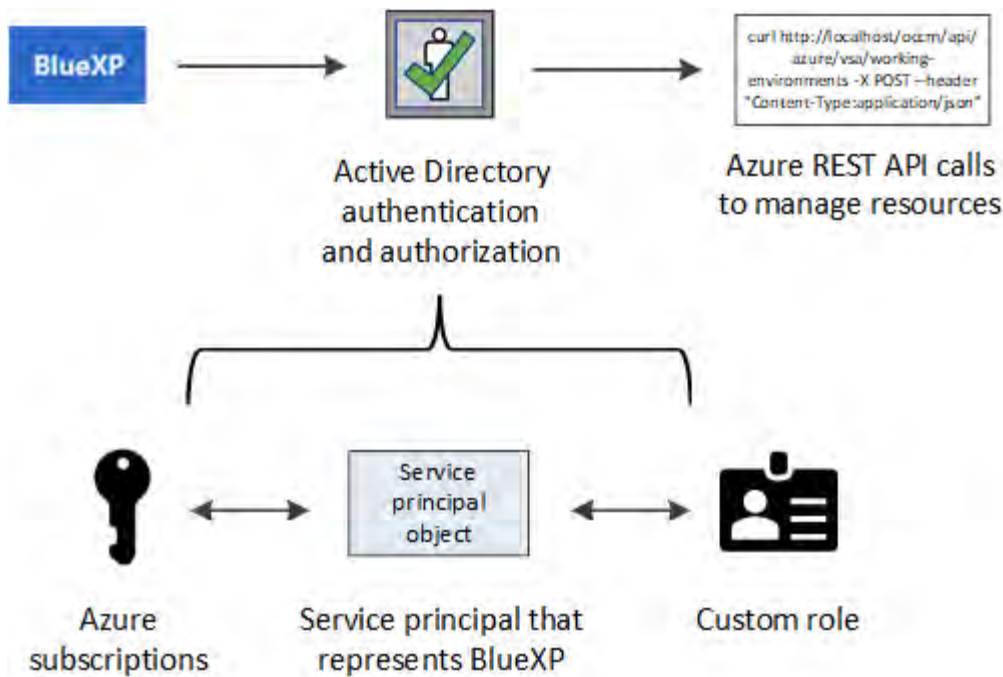 BlueXP
curl http://localhost/occm/api/
azure/vsa/working-
environments -X POST --header
"Content-Type:application/json"
Active Directory
authentication
and authorization
Azure REST API calls
to manage resources
Service
principal
object
Azure
subscriptions
Service principal that
represents BlueXP
Custom role